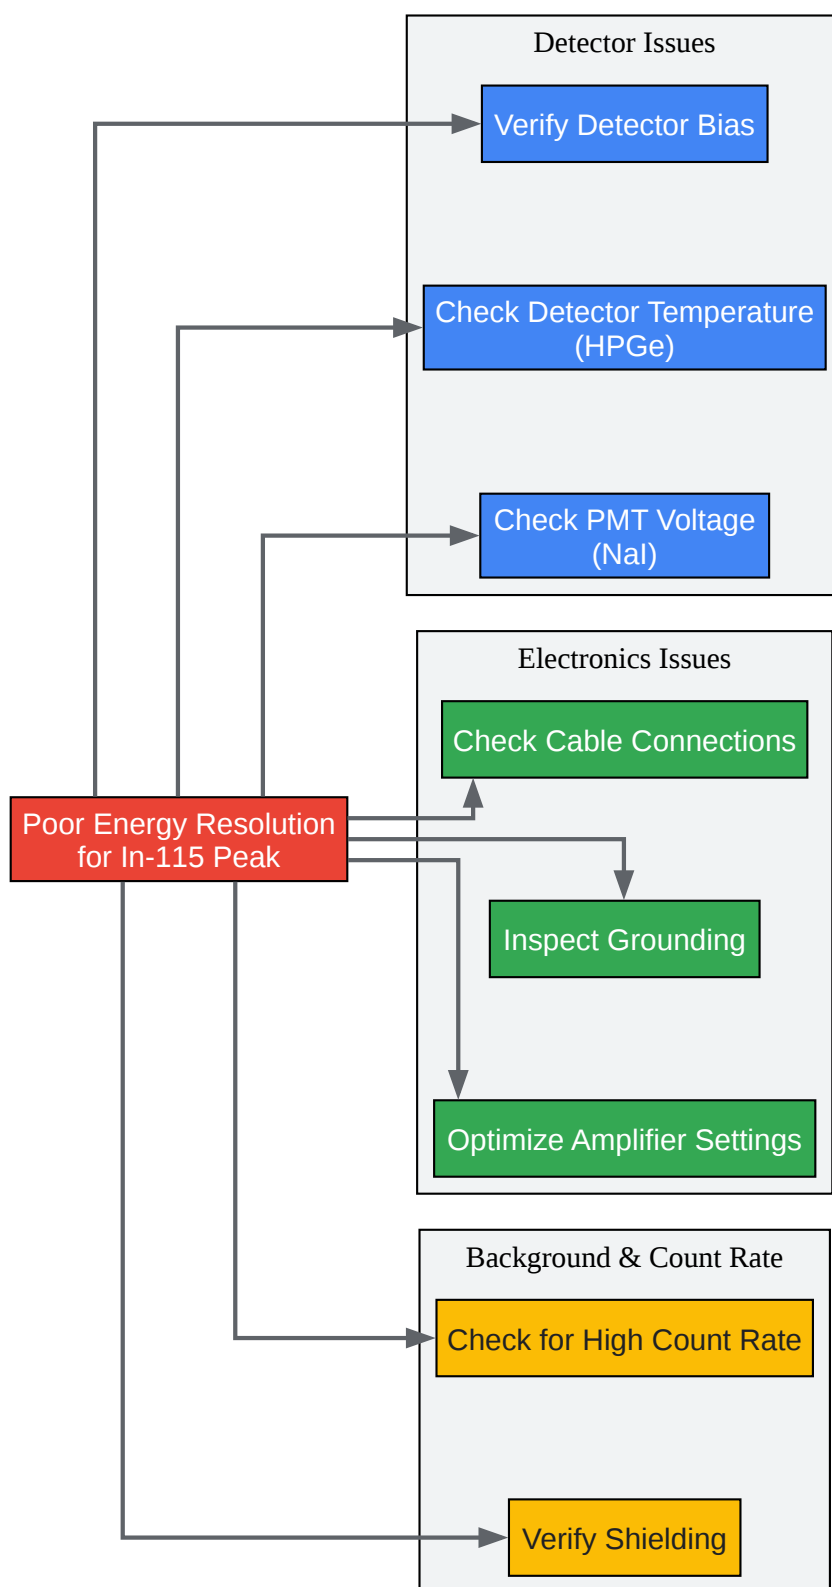 Detector Issues
Verify Detector Bias
Check Detector Temperature
(HPGe)
Check PMT Voltage
(NaI)
Electronics Issues
Check Cable Connections
Poor Energy Resolution
for In-115 Peak
Inspect Grounding
Optimize Amplifier Settings
Background & Count Rate
Check for High Count Rate
Verify Shielding